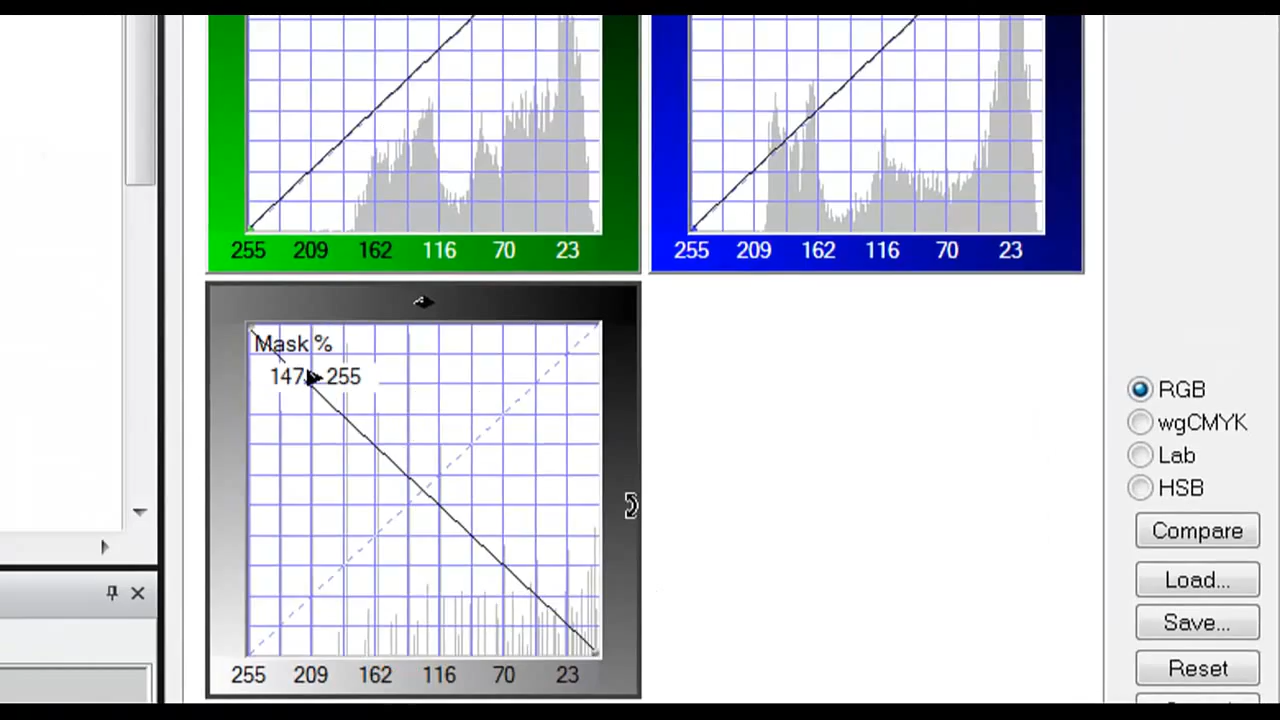 255 209 162 116 70 23
255 209 162 116 70 23
Mask %
147 255
255 209 162 116 70 23
RGB
wgCMYK
Lab
HSB
Compare
Load...
Save...
Reset